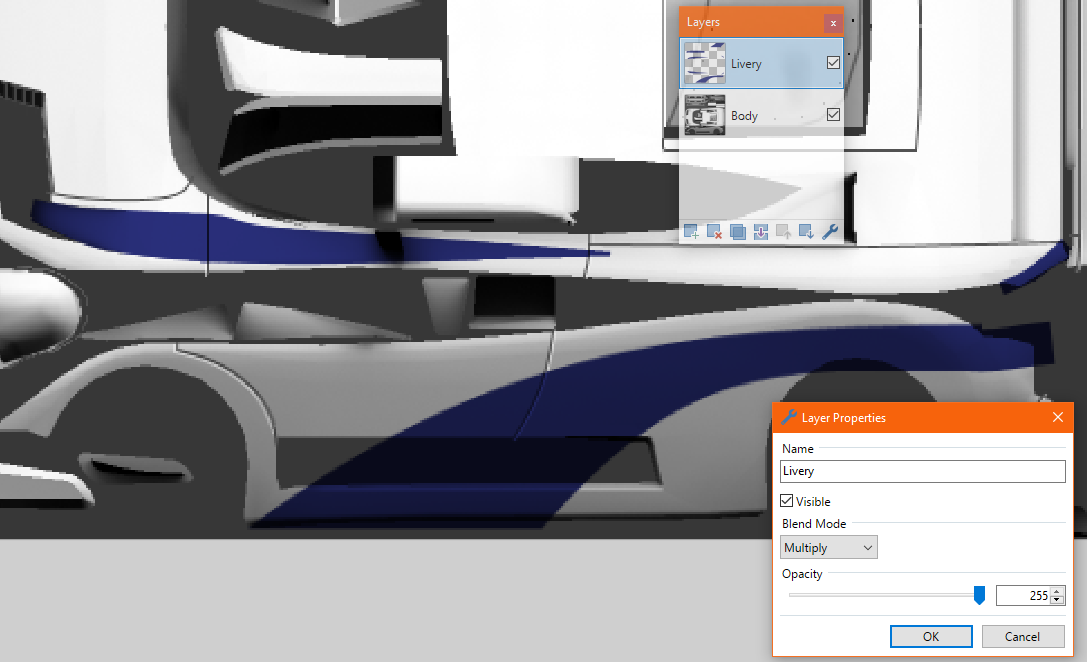 Layers
x
Livery
Body
Layer Properties
Name
Livery
Visible
Blend Mode
Multiply
Opacity
255
OK
Cancel